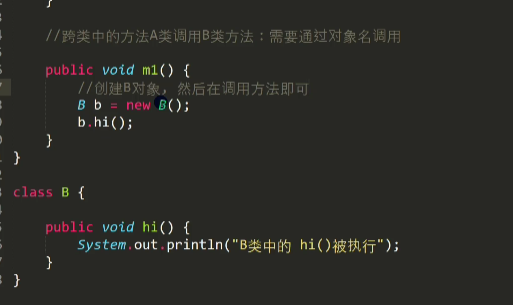 }
//跨类中的方法A类调用B类方法：需要通过对象名调用
public void m1() {
//创建B对象, 然后在调用方法即可
B b = new B();
b.hi();
}
}
class B {
public void hi() {
System.out.println("B类中的 hi()被执行");
}
}